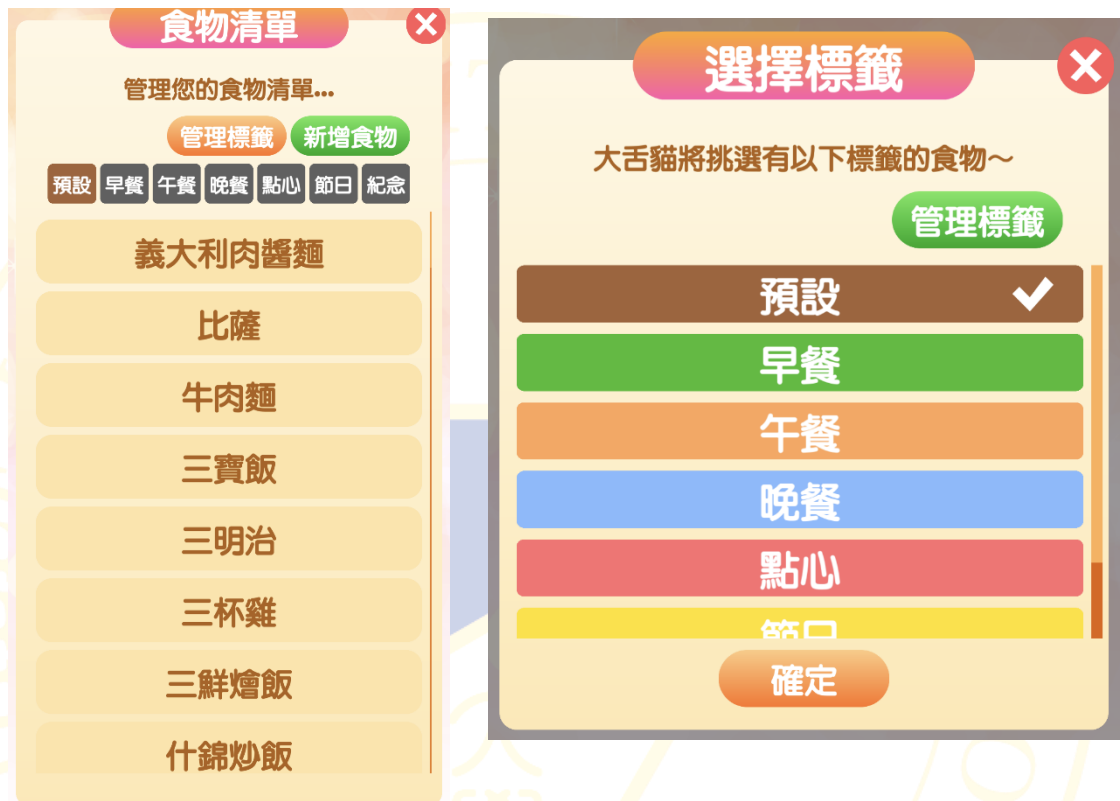 食物清單
管理您的食物清單...
管理標籤 新增食物
預設 早餐 午餐 晚餐 點心 節日 紀念
義大利肉醬麵
比薩
牛肉麵
三寶飯
三明治
三杯雞
三鮮燴飯
什錦炒飯
選擇標籤
大舌貓將挑選有以下標籤的食物～
管理標籤
預設
早餐
午餐
晚餐
點心
節日
確定